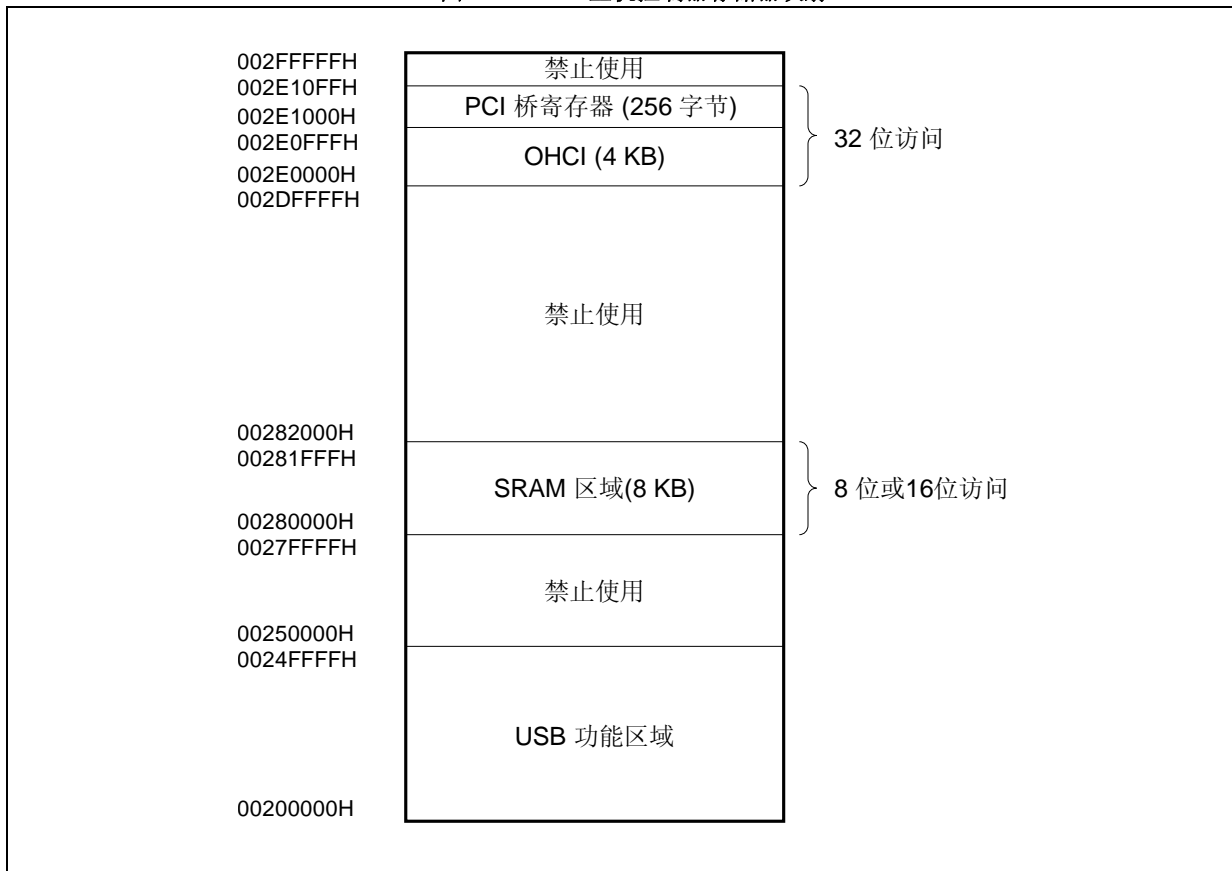 002FFFFFH
禁止使用
002E10FFH
PCI 桥寄存器 (256 字节)
002E1000H
002E0FFFH
32 位访问
OHCI (4 KB)
002E0000H
002DFFFFH
禁止使用
00282000H
00281FFFH
SRAM 区域(8 KB)
8 位或16位访问
00280000H
0027FFFFH
禁止使用
00250000H
0024FFFFH
USB 功能区域
00200000H